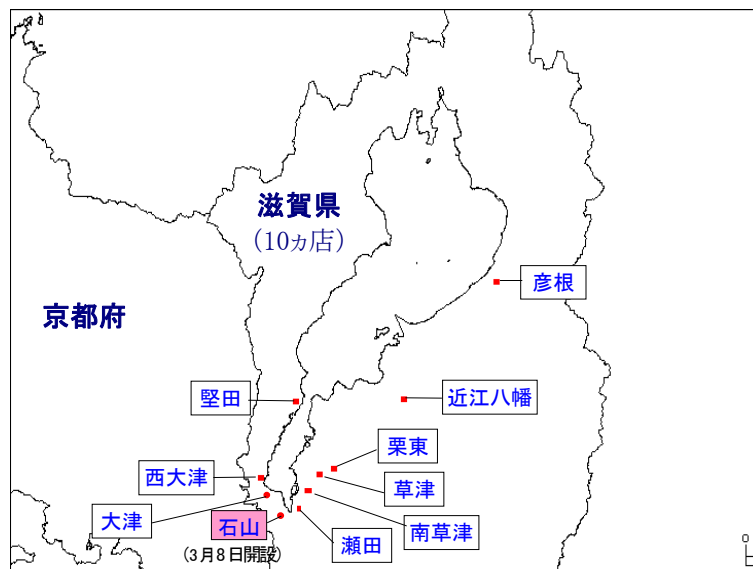 滋賀県
(10ヵ店)
彦根
京都府
堅田
近江八幡
栗東
西大津
草津
大津
石山
南草津
瀬田
(3月8日開設)
0